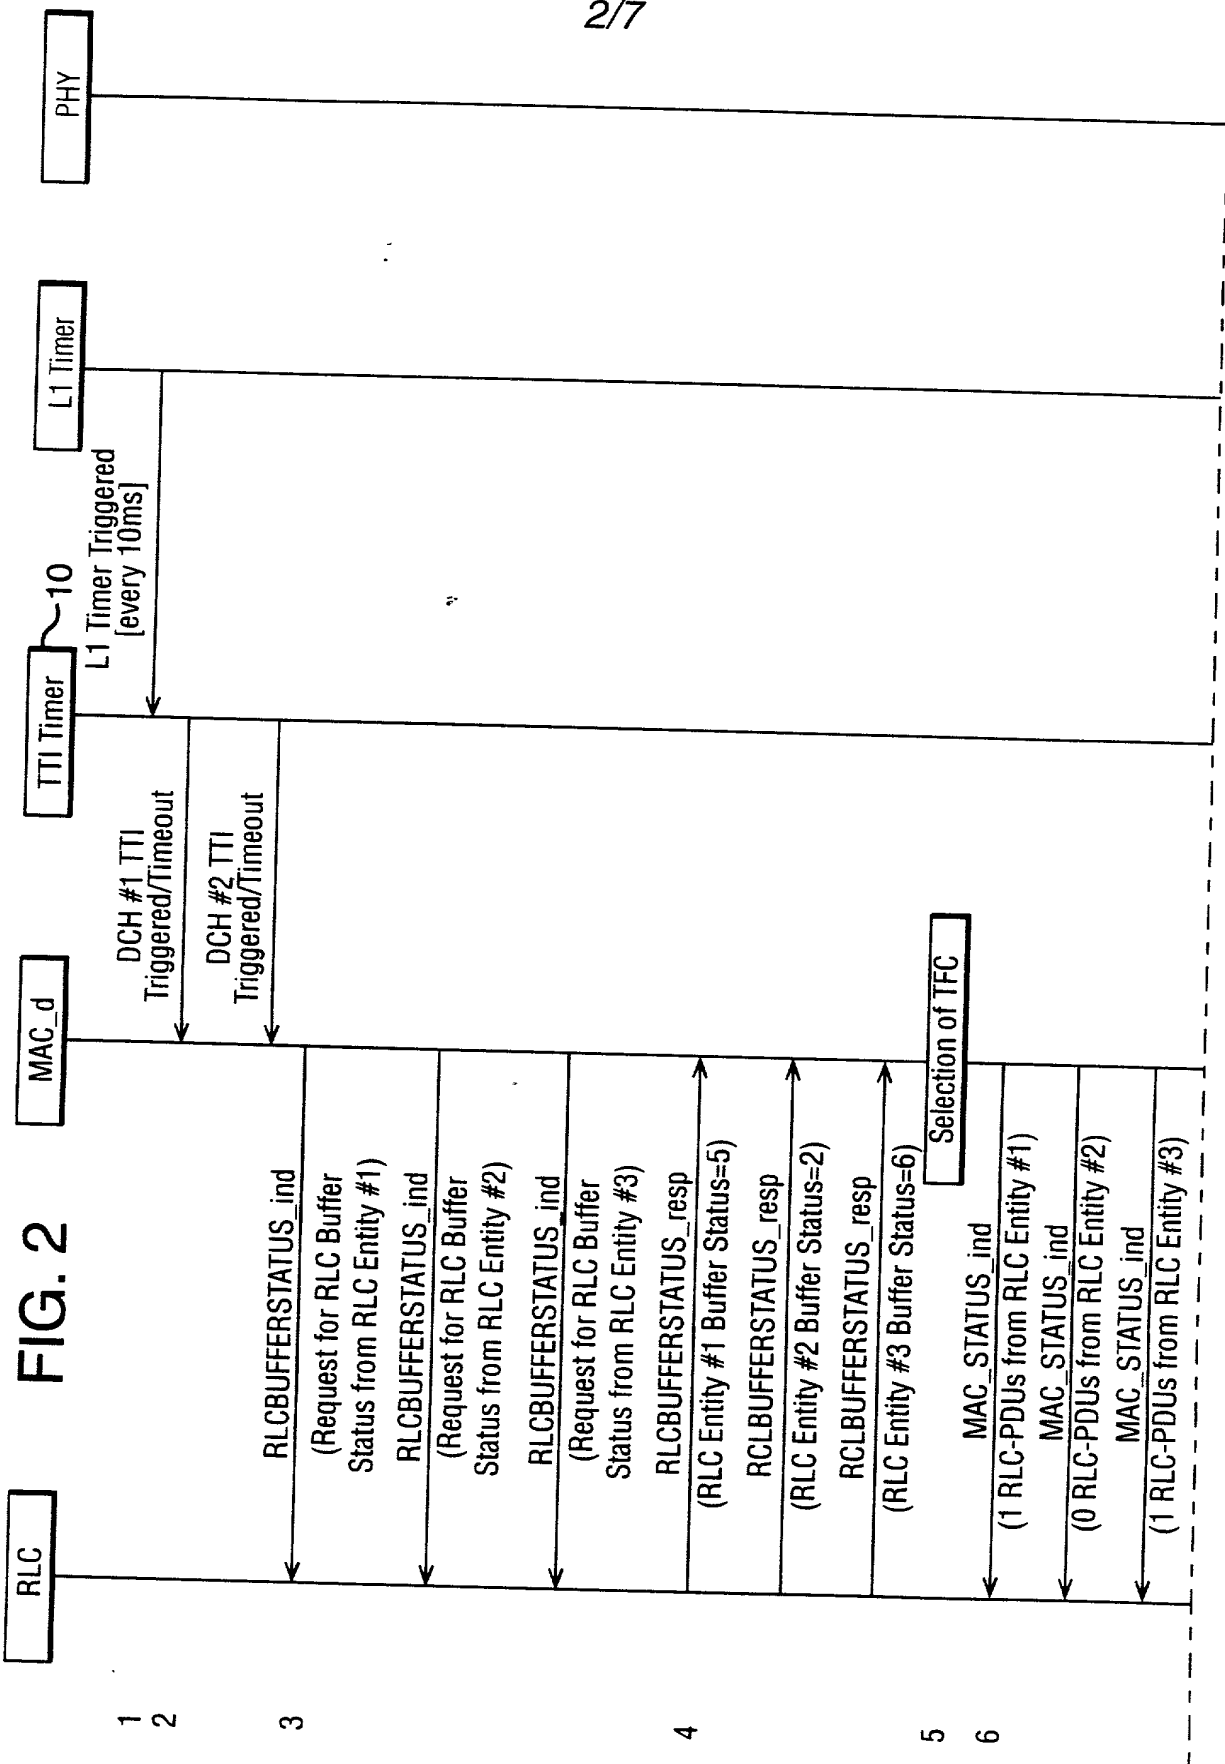 2/7
FIG. 2
RLC
MAC_d
TTI Timer
10
L1 Timer
PHY
1
L1 Timer Triggered
[every 10ms]
2
DCH #1 TTI
Triggered/Timeout
DCH #2 TTI
Triggered/Timeout
3
RLCBUFFERSTATUS_ind
(Request for RLC Buffer
Status from RLC Entity #1)
RLCBUFFERSTATUS_ind
(Request for RLC Buffer
Status from RLC Entity #2)
RLCBUFFERSTATUS_ind
(Request for RLC Buffer
Status from RLC Entity #3)
4
RLCBUFFERSTATUS_resp
(RLC Entity #1 Buffer Status=5)
RCLBUFFERSTATUS_resp
(RLC Entity #2 Buffer Status=2)
RCLBUFFERSTATUS_resp
(RLC Entity #3 Buffer Status=6)
5
Selection of TFC
6
MAC_STATUS_ind
(1 RLC-PDUs from RLC Entity #1)
MAC_STATUS_ind
(0 RLC-PDUs from RLC Entity #2)
MAC_STATUS_ind
(1 RLC-PDUs from RLC Entity #3)